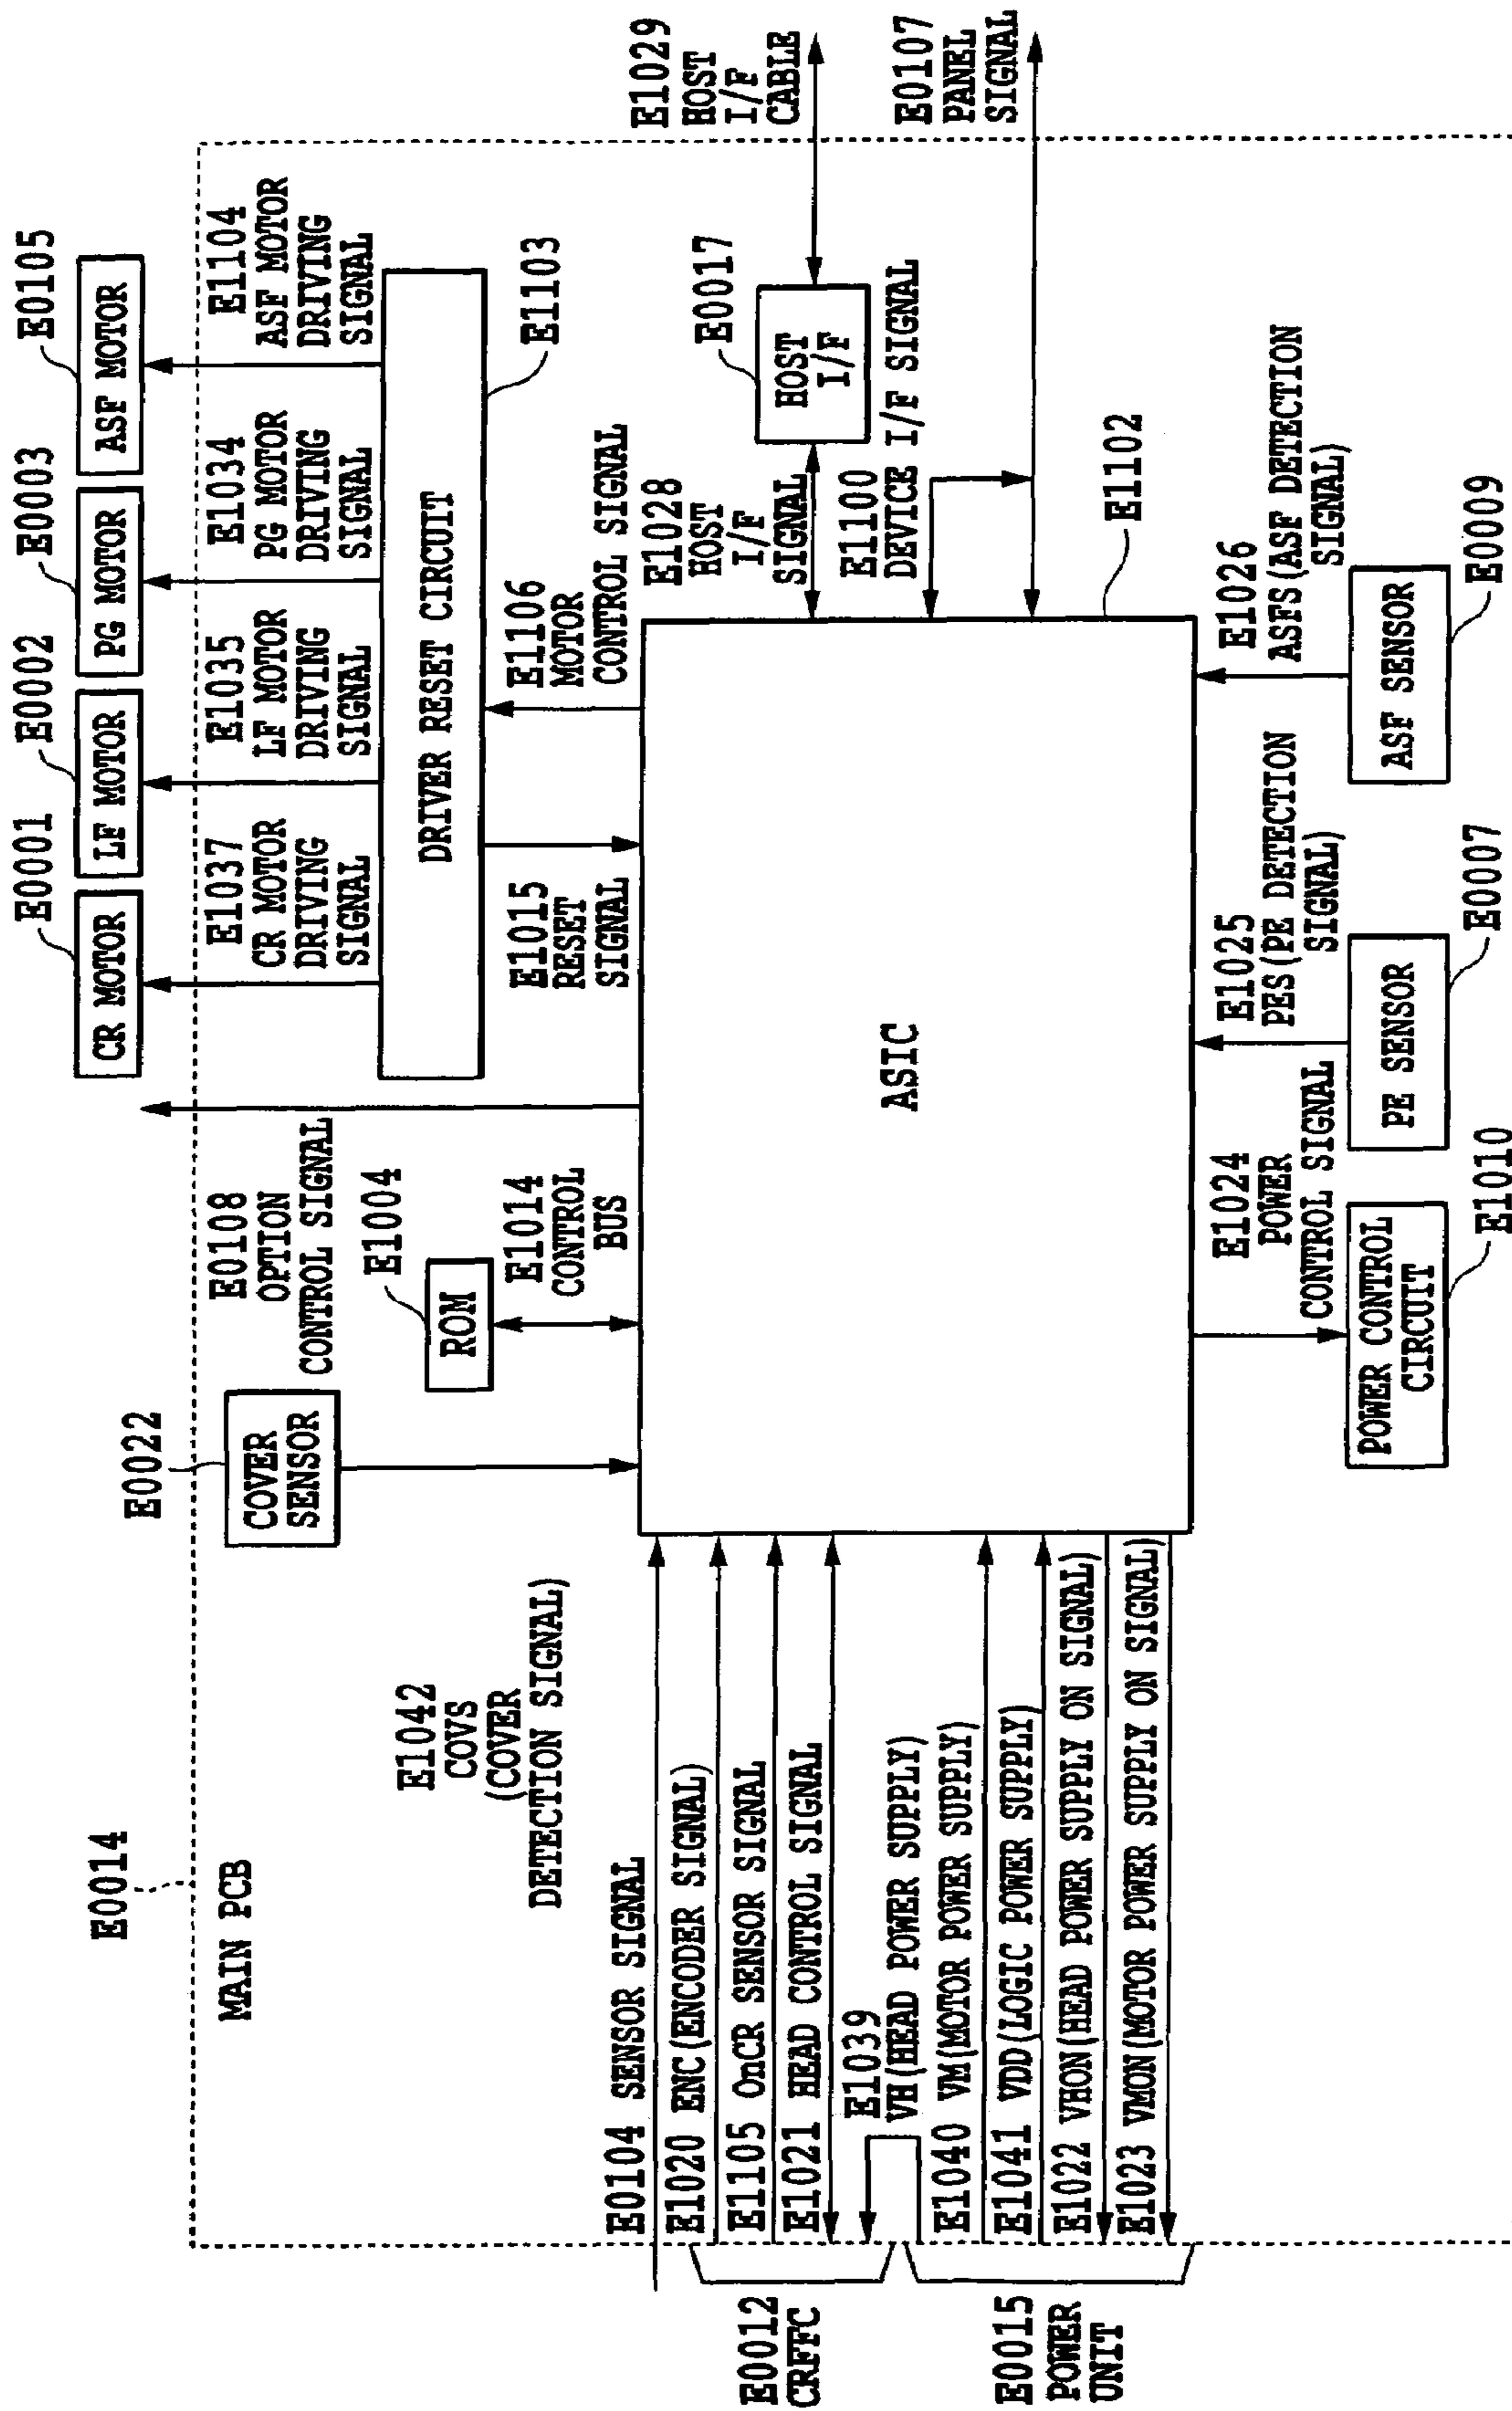 E0014
MAIN PCB
E0022
COVER
SENSOR
E0108
OPTION
CONTROL SIGNAL
E0001
CR MOTOR
E0002
LF MOTOR
E0003
PG MOTOR
E0105
ASF MOTOR
E1037
CR MOTOR
DRIVING
SIGNAL
E1035
LF MOTOR
DRIVING
SIGNAL
E1034
PG MOTOR
DRIVING
SIGNAL
E1104
ASF MOTOR
DRIVING
SIGNAL
E1004
ROM
E1014
CONTROL
BUS
DRIVER RESET CIRCUIT
E1103
E1015
RESET
SIGNAL
E1106
MOTOR
CONTROL SIGNAL
E1042
COVS
(COVER
DETECTION SIGNAL)
E0104 SENSOR SIGNAL
E1020 ENC(ENCODER SIGNAL)
E1105 OnCR SENSOR SIGNAL
E1021 HEAD CONTROL SIGNAL
E1039
VH(HEAD POWER SUPPLY)
E1040 VM(MOTOR POWER SUPPLY)
E1041 VDD(LOGIC POWER SUPPLY)
E1022 VHON(HEAD POWER SUPPLY ON SIGNAL)
E1023 VMON(MOTOR POWER SUPPLY ON SIGNAL)
E0012
CRFFC
E0015
POWER
UNIT
ASIC
E1102
E1028
HOST
I/F
SIGNAL
E0017
HOST
I/F
E1029
HOST
I/F
CABLE
E1100
DEVICE I/F SIGNAL
E0107
PANEL
SIGNAL
E1024
POWER
CONTROL SIGNAL
E1025
PES(PE DETECTION
SIGNAL)
E1026
ASFS(ASF DETECTION
SIGNAL)
POWER CONTROL
CIRCUIT
E1010
PE SENSOR
E0007
ASF SENSOR
E0009